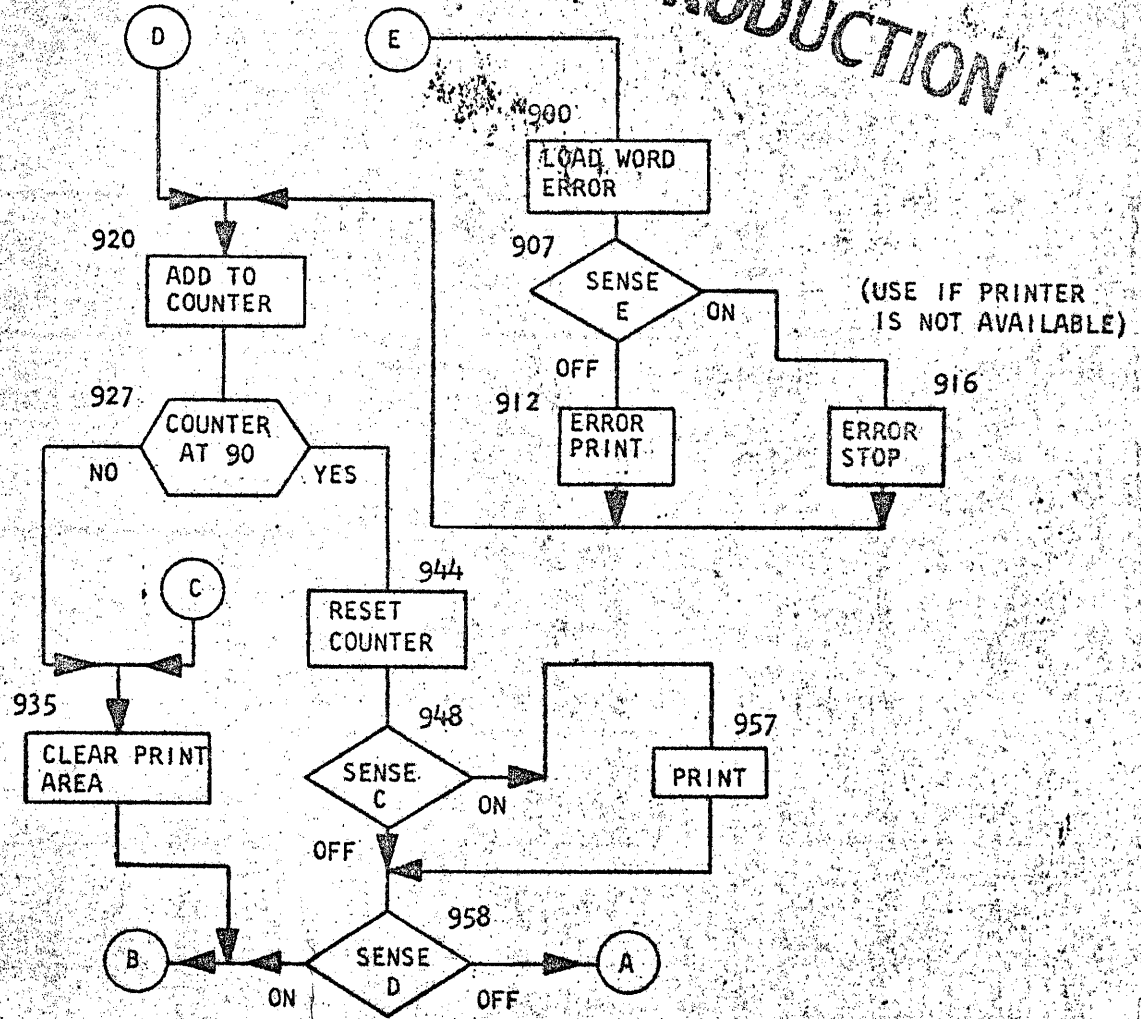 D
E
900
LOAD WORD
ERROR
920
ADD TO
COUNTER
907
SENSE
E
ON
OFF
(USE IF PRINTER
IS NOT AVAILABLE)
912
ERROR
PRINT
916
ERROR
STOP
927
COUNTER
AT 90
NO
YES
C
944
RESET
COUNTER
935
CLEAR PRINT
AREA
948
SENSE
C
ON
OFF
957
PRINT
958
SENSE
D
ON
OFF
B
A